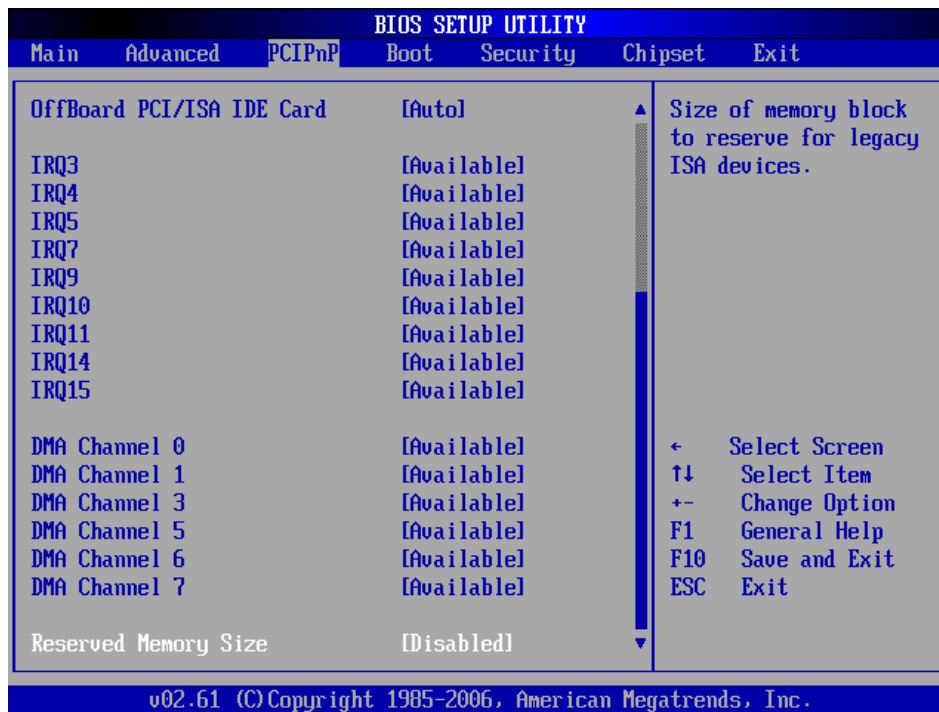 BIOS SETUP UTILITY
Main Advanced PCIPnP Boot Security Chipset Exit
OffBoard PCI/ISA IDE Card [Auto]
IRQ3 [Available]
IRQ4 [Available]
IRQ5 [Available]
IRQ7 [Available]
IRQ9 [Available]
IRQ10 [Available]
IRQ11 [Available]
IRQ14 [Available]
IRQ15 [Available]
DMA Channel 0 [Available]
DMA Channel 1 [Available]
DMA Channel 3 [Available]
DMA Channel 5 [Available]
DMA Channel 6 [Available]
DMA Channel 7 [Available]
Reserved Memory Size [Disabled]
Size of memory block
to reserve for legacy
ISA devices.
← Select Screen
↑↓ Select Item
+- Change Option
F1 General Help
F10 Save and Exit
ESC Exit
v02.61 (C)Copyright 1985-2006, American Megatrends, Inc.